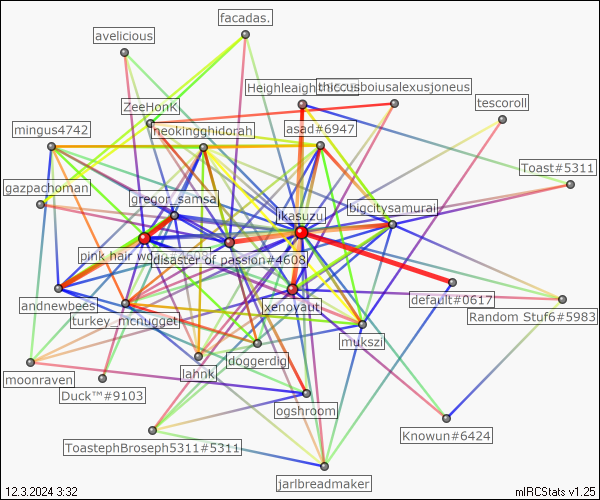 facadas.
avelicious
Heighleigh
thiccusboiusalexusjoneus
ZeeHonK
tescoroll
mingus4742
neokingghidorah
asad#6947
Toast#5311
gazpachoman
gregor_samsa
ikasuzu
bigcitysamurai
pink hair wo
disaster of passion#4608
andnewbees
xenoyaut
default#0617
turkey_mcnugget
mukszi
Random Stuf6#5983
moonraven
lahnk
doggerdig
Duck™#9103
ogshroom
ToastephBroseph5311#5311
Knowun#6424
jarlbreadmaker
12.3.2024 3:32
mIRCStats v1.25